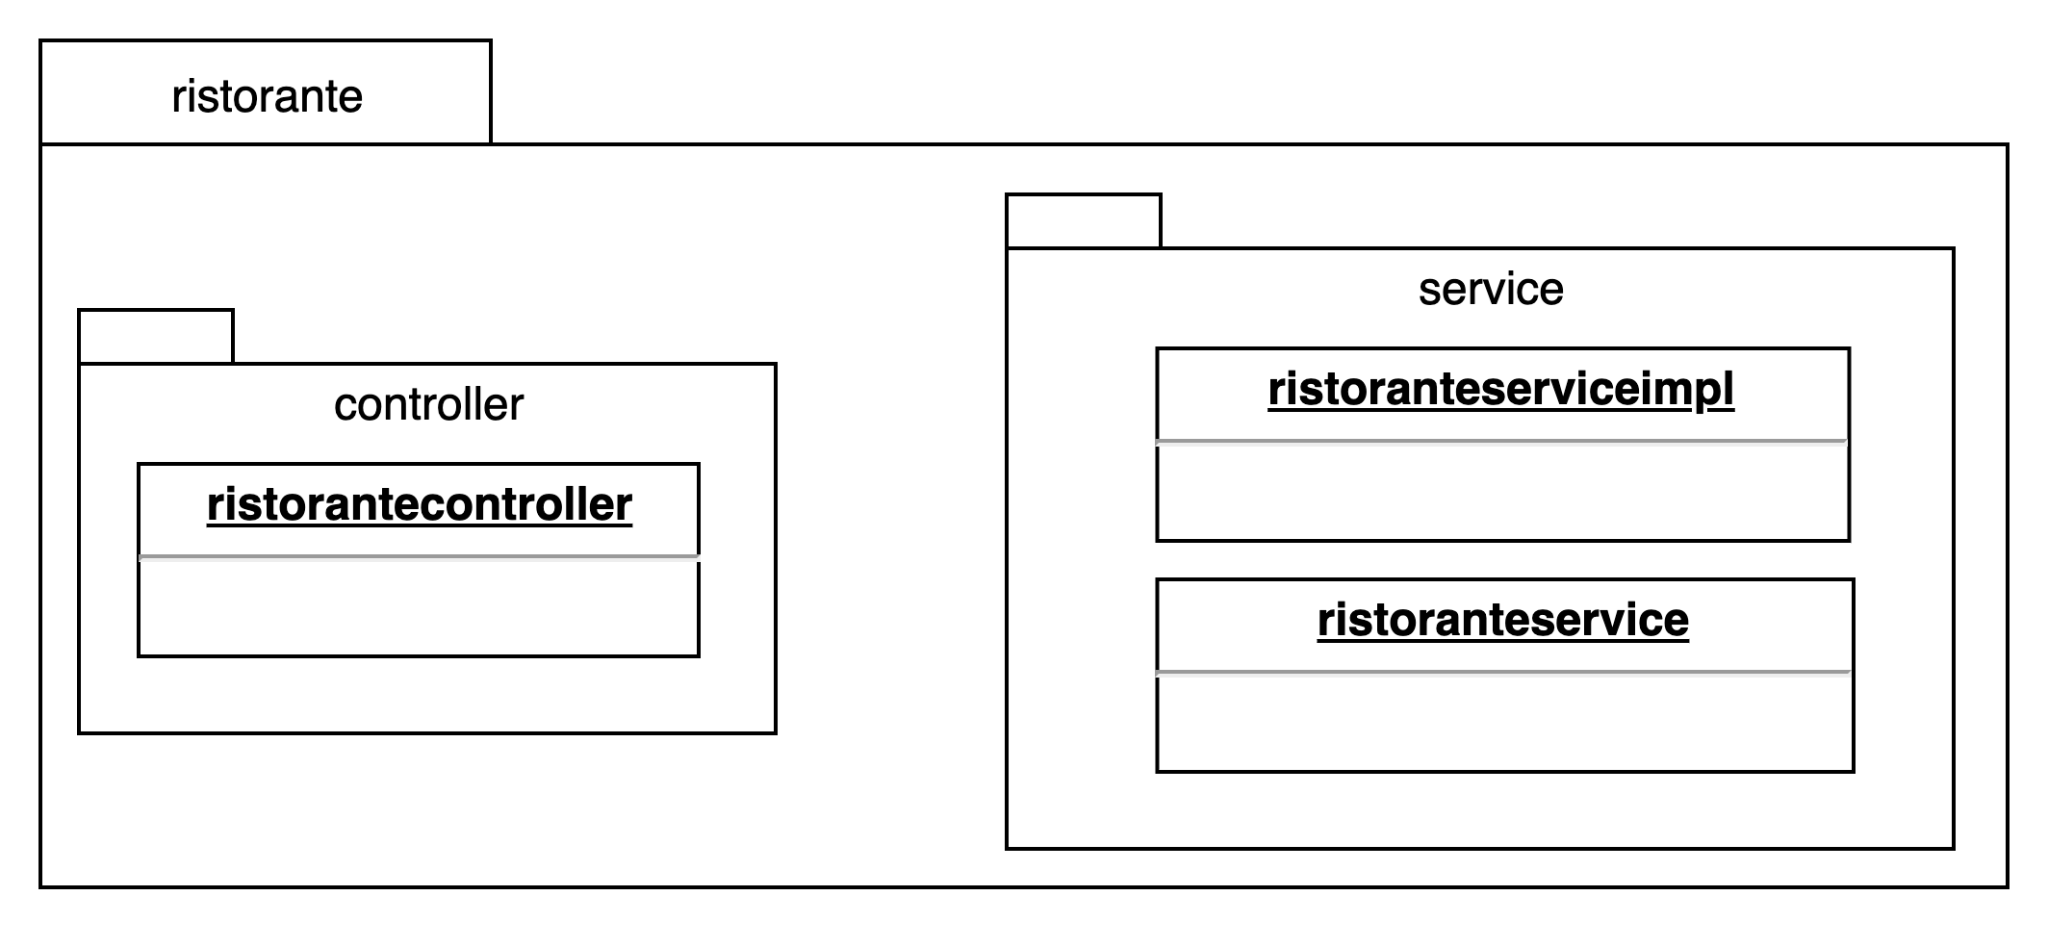 ristorante
controller
ristorantecontroller
service
ristoranteserviceimpl
ristoranteservice